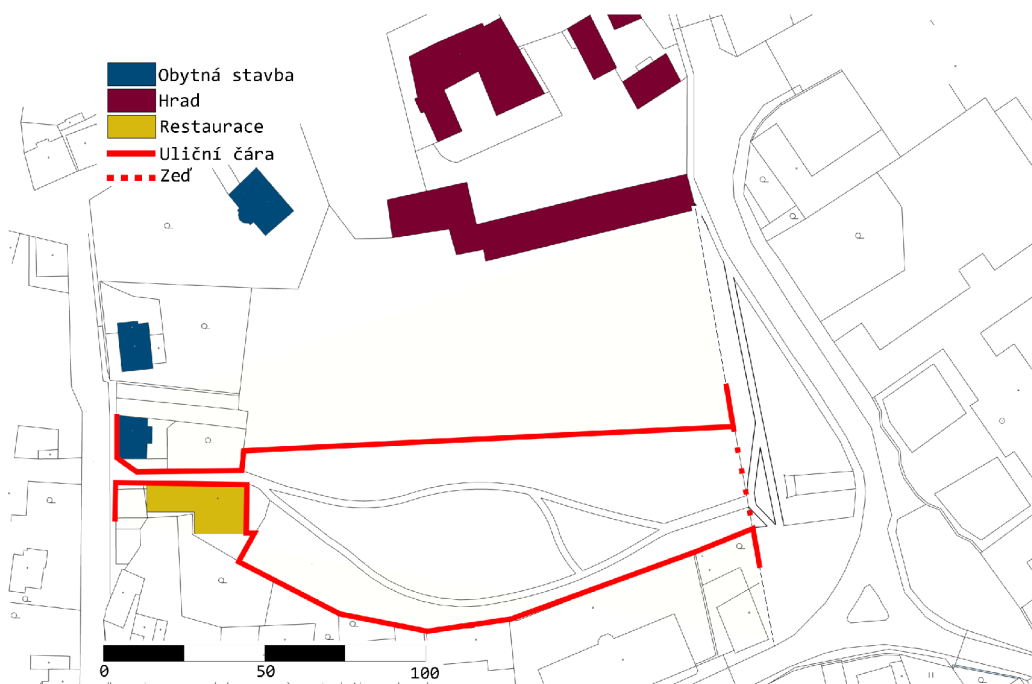 Obytná stavba
Hrad
Restaurace
Uliční čára
Zeď
0
50
100